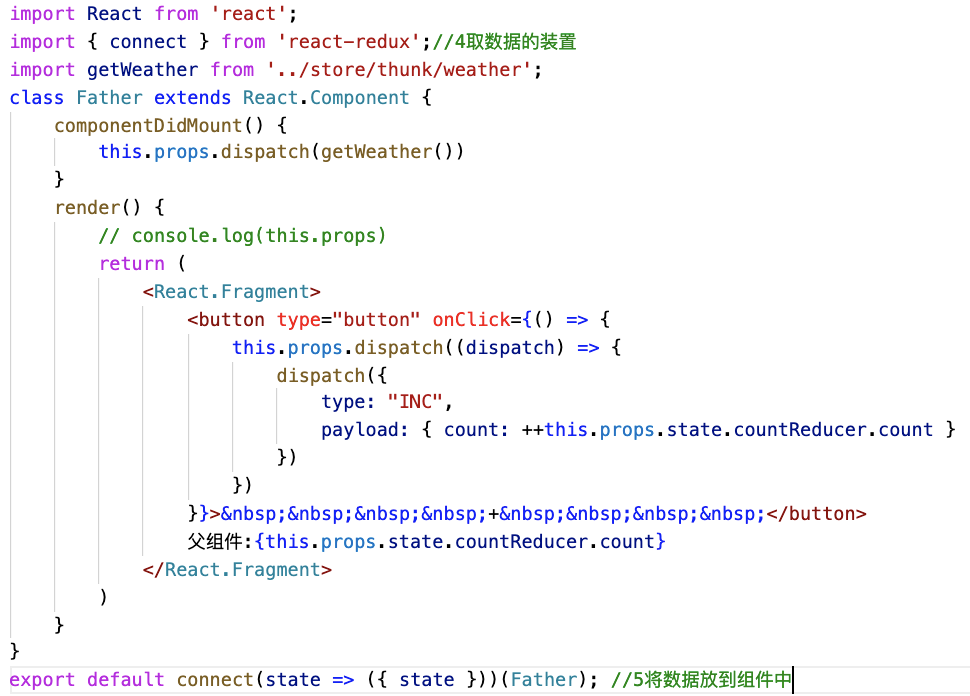 import React from 'react';
import { connect } from 'react-redux';//4取数据的装置
import getWeather from '../store/thunk/weather';
class Father extends React.Component {
    componentDidMount() {
        this.props.dispatch(getWeather())
    }
    render() {
        // console.log(this.props)
        return (
            <React.Fragment>
                <button type="button" onClick={() => {
                    this.props.dispatch((dispatch) => {
                        dispatch({
                            type: "INC",
                            payload: { count: ++this.props.state.countReducer.count }
                        })
                    })
                }}>&nbsp;&nbsp;&nbsp;&nbsp;+&nbsp;&nbsp;&nbsp;&nbsp;</button>
                父组件:{this.props.state.countReducer.count}
            </React.Fragment>
        )
    }
}
export default connect(state => ({ state }))(Father); //5将数据放到组件中